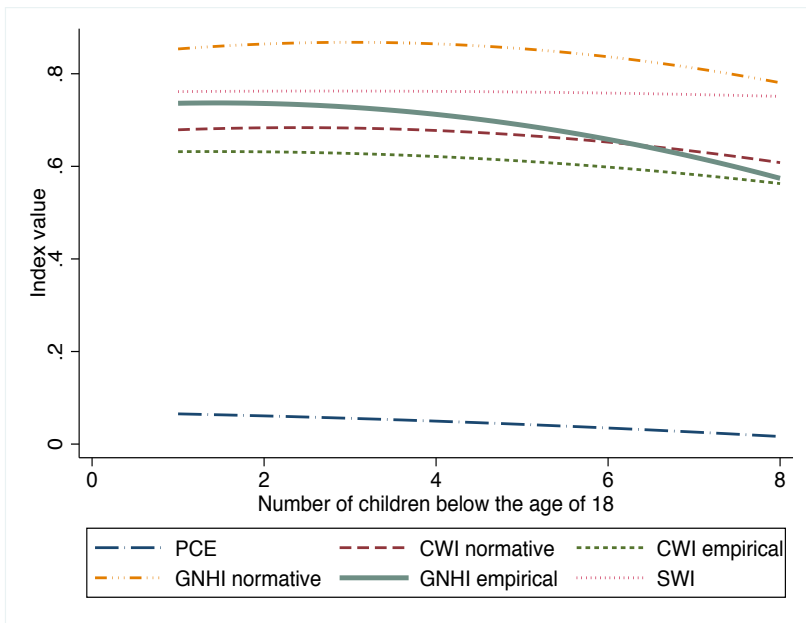 Index value
.8
.6
.4
.2
0
0 2 4 6 8
Number of children below the age of 18
PCE CWI normative CWI empirical
GNHI normative GNHI empirical SWI